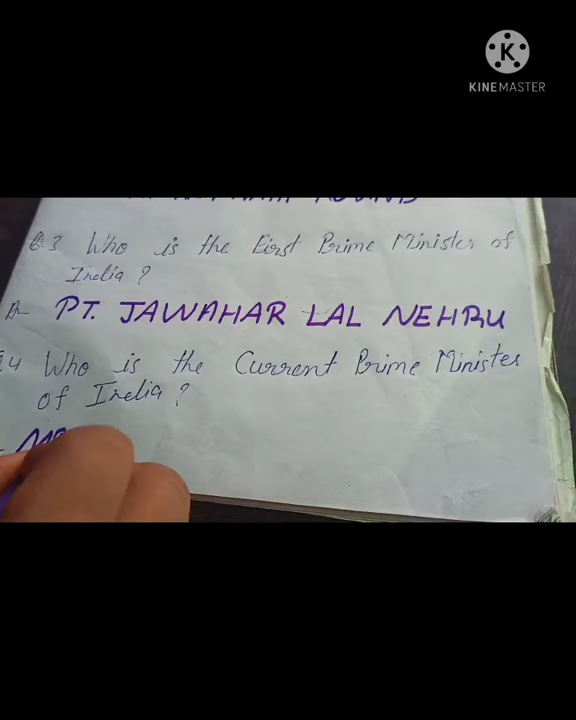 KINEMASTER
Q.3 Who is the First Prime Minister of
India?
PT. JAWAHAR LAL NEHRU
Who is the Current Prime Minister
of India?